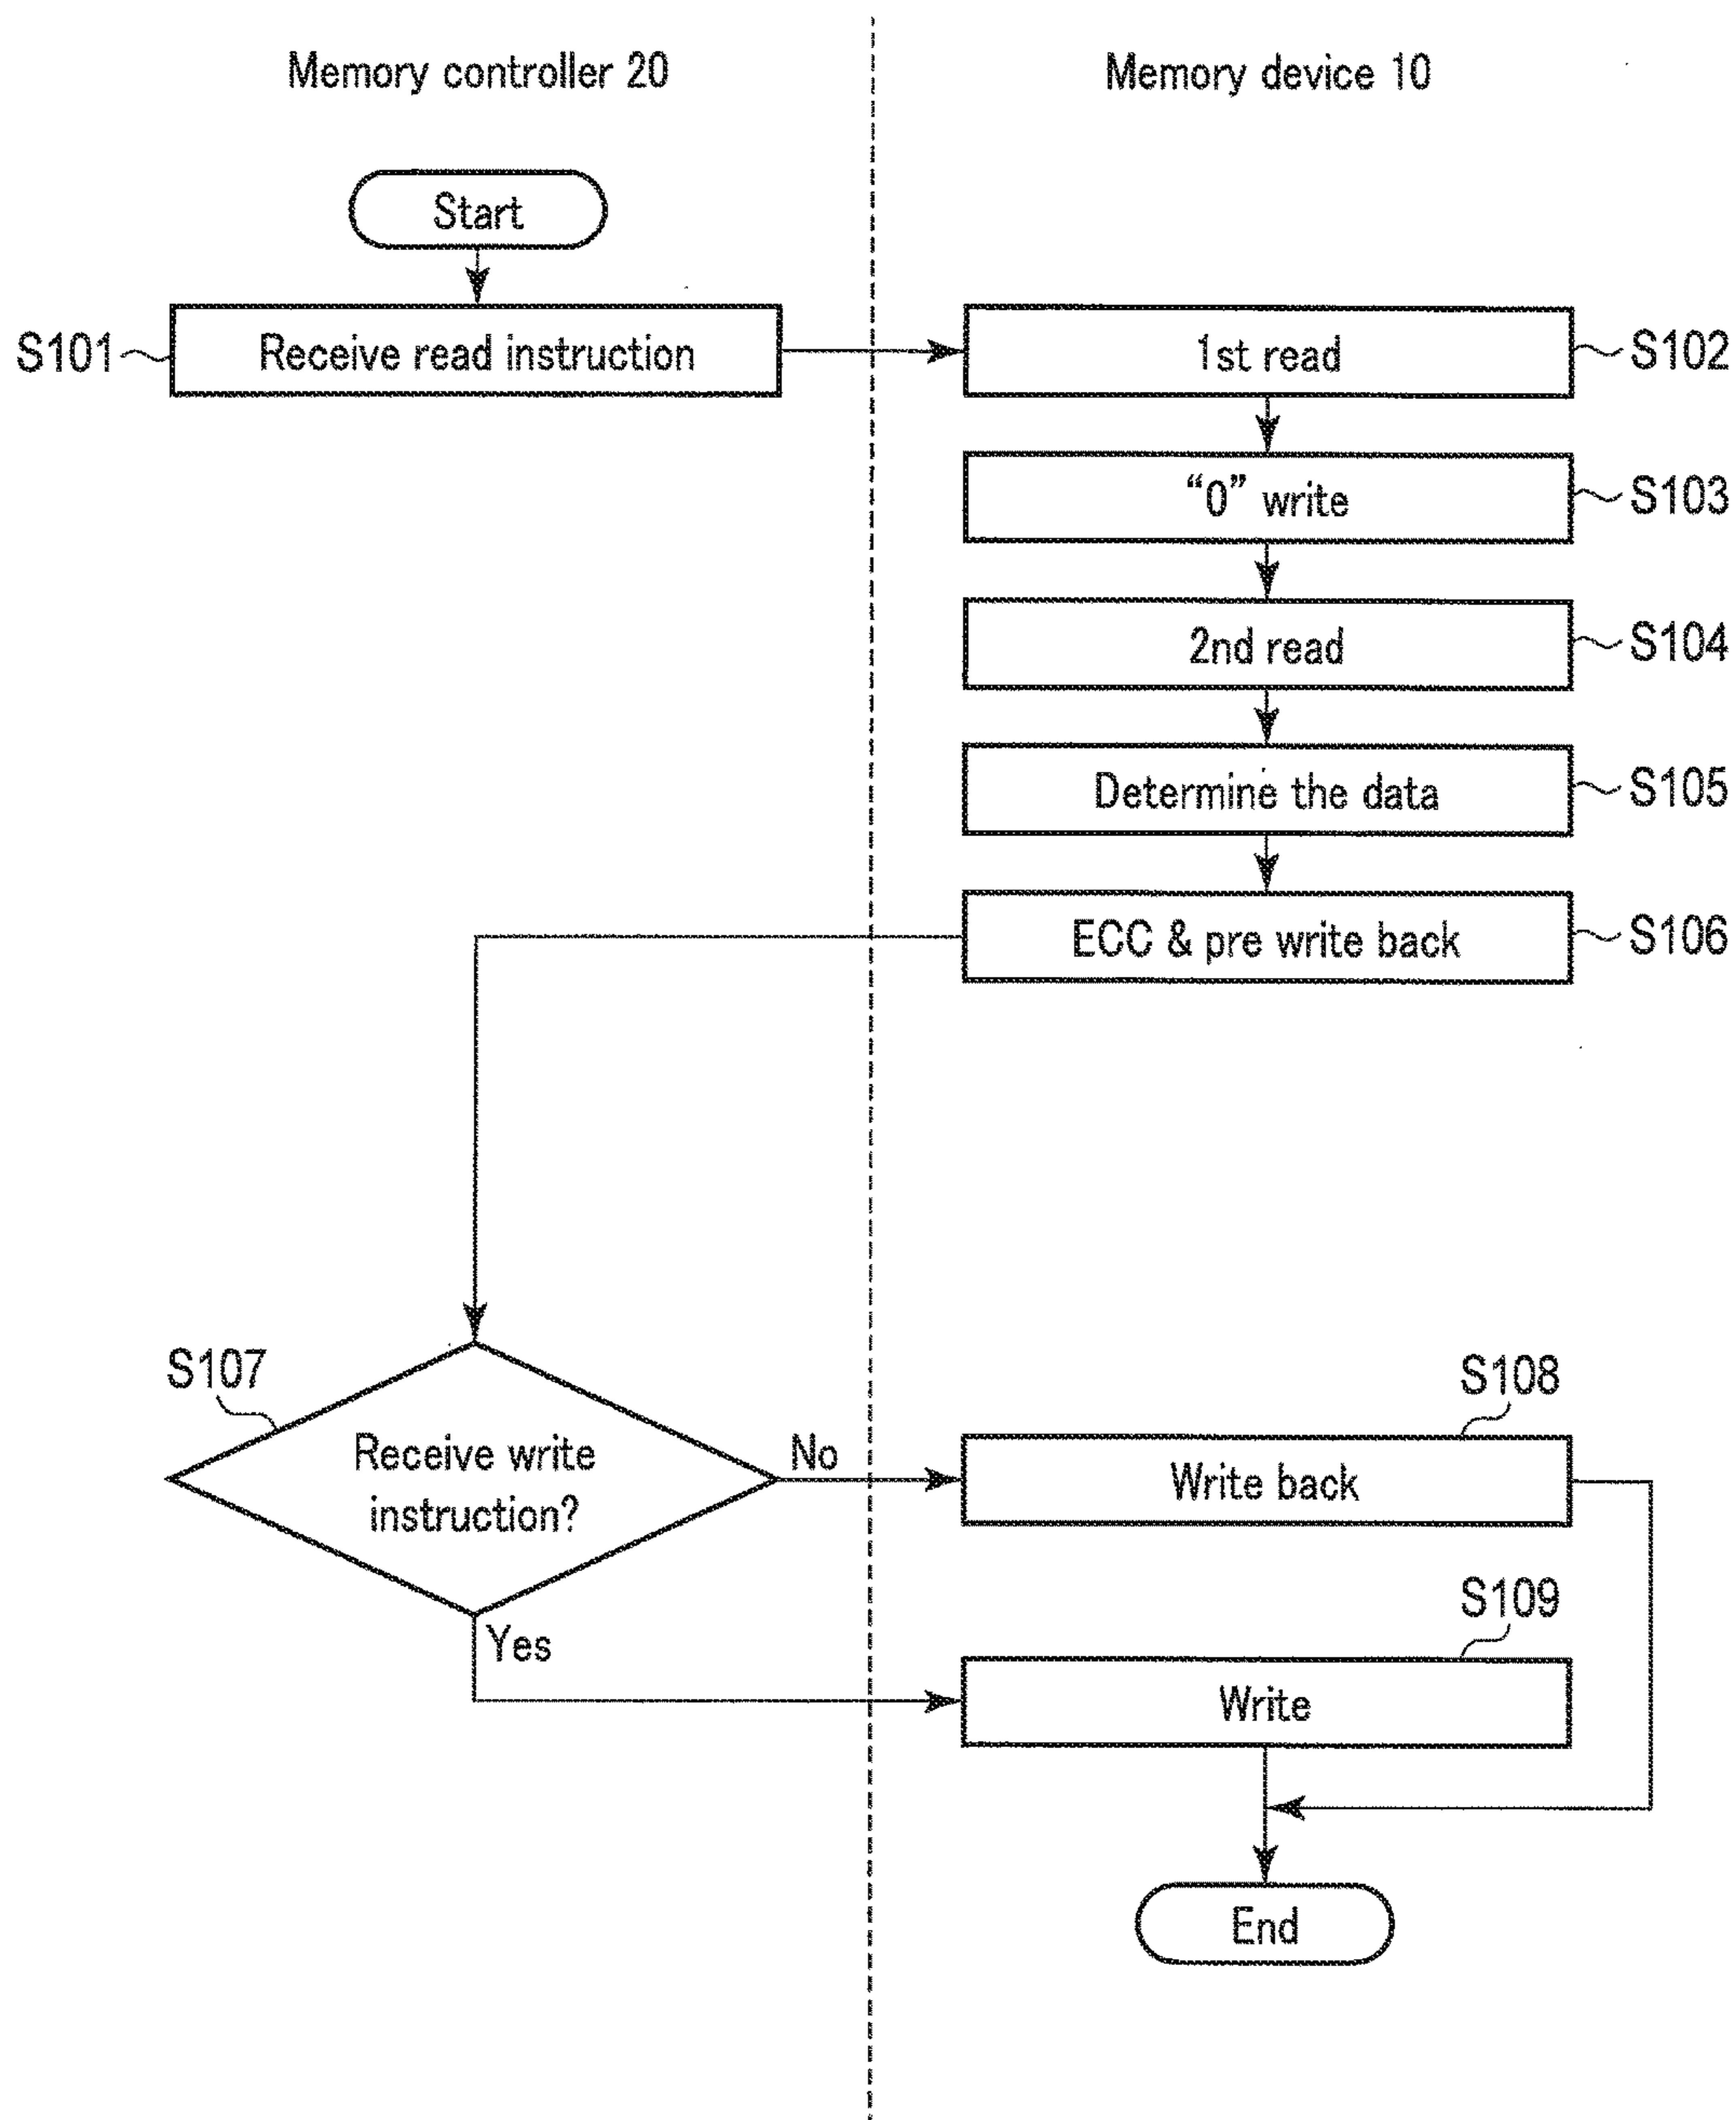 Memory controller 20
Memory device 10
Start
S101
Receive read instruction
1st read
S102
“0” write
S103
2nd read
S104
Determine the data
S105
ECC & pre write back
S106
S107
Receive write
instruction?
No
Yes
S108
Write back
S109
Write
End